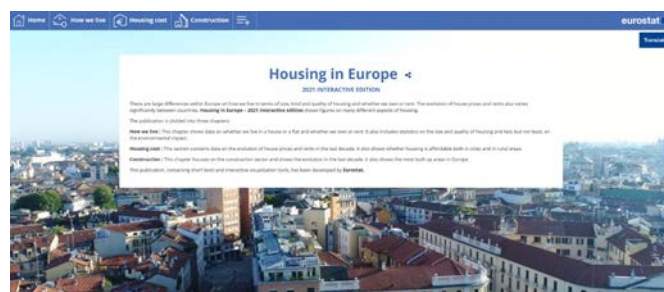 Home How we live Housing cost Construction
eurostat
Translate
Housing in Europe
2021 INTERACTIVE EDITION
There are large differences within Europe on how we live in terms of size, kind and quality of housing and whether we own or rent. The evolution of house prices and rents also varies
significantly between countries. Housing in Europe – 2021 interactive edition shows figures on many different aspects of housing.
The publication is divided into three chapters:
How we live : This chapter shows data on whether we live in a house or a flat and whether we own or rent. It also includes statistics on the size and quality of housing and last, but not least, on
the environmental impact.
Housing cost : This section contains data on the evolution of house prices and rents in the last decade. It also shows whether housing is affordable both in cities and in rural areas.
Construction : This chapter focuses on the construction sector and shows the evolution in the last decade. It also shows the most built-up areas in Europe.
This publication, containing short texts and interactive visualisation tools, has been developed by Eurostat.